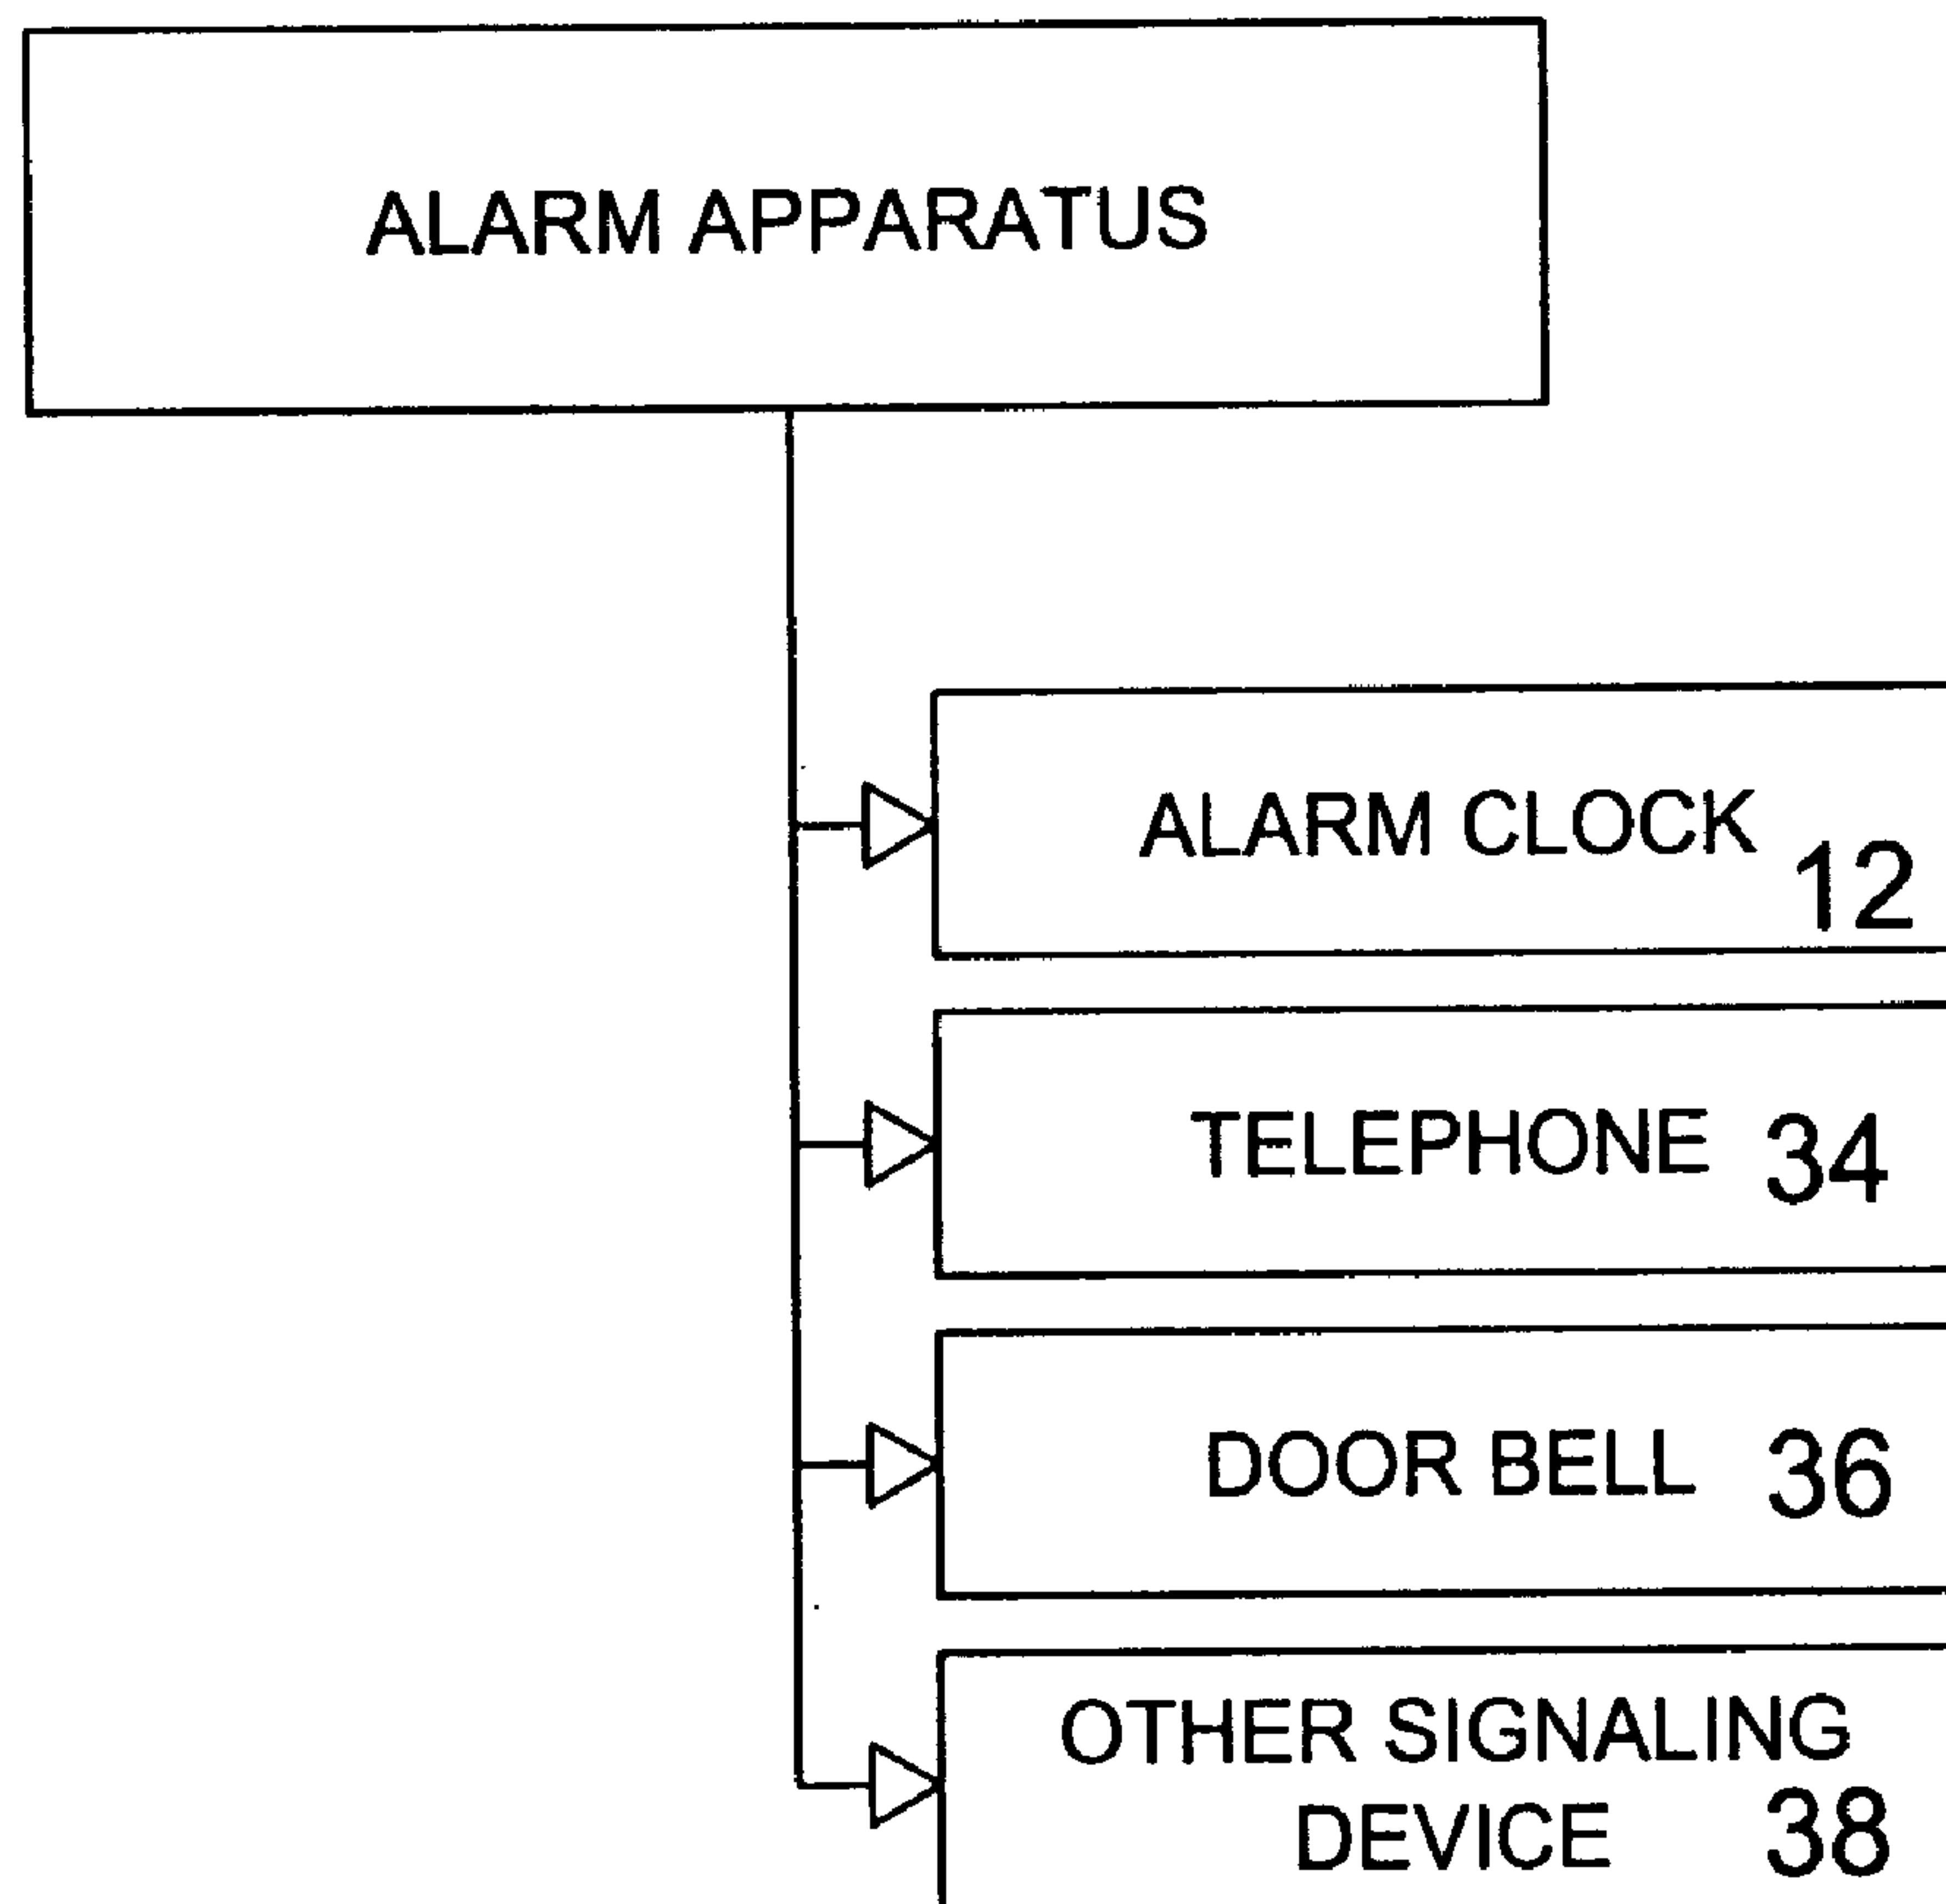 ALARM APPARATUS
ALARM CLOCK 12
TELEPHONE 34
DOOR BELL 36
OTHER SIGNALING
DEVICE 38